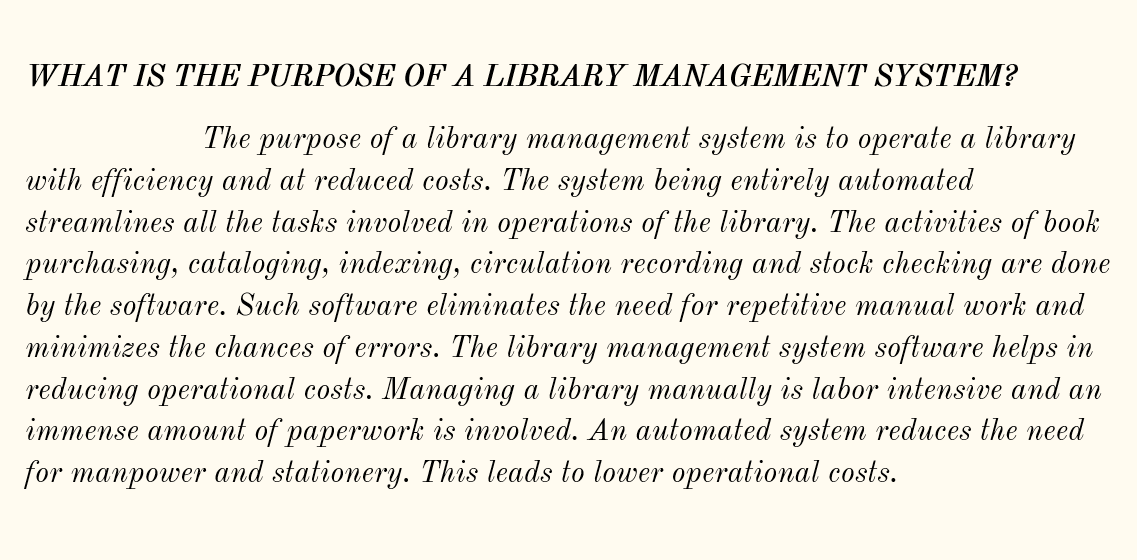 WHAT IS THE PURPOSE OF A LIBRARY MANAGEMENT SYSTEM?
The purpose of a library management system is to operate a library
with efficiency and at reduced costs. The system being entirely automated
streamlines all the tasks involved in operations of the library. The activities of book
purchasing, cataloging, indexing, circulation recording and stock checking are done
by the software. Such software eliminates the need for repetitive manual work and
minimizes the chances of errors. The library management system software helps in
reducing operational costs. Managing a library manually is labor intensive and an
immense amount of paperwork is involved. An automated system reduces the need
for manpower and stationery. This leads to lower operational costs.